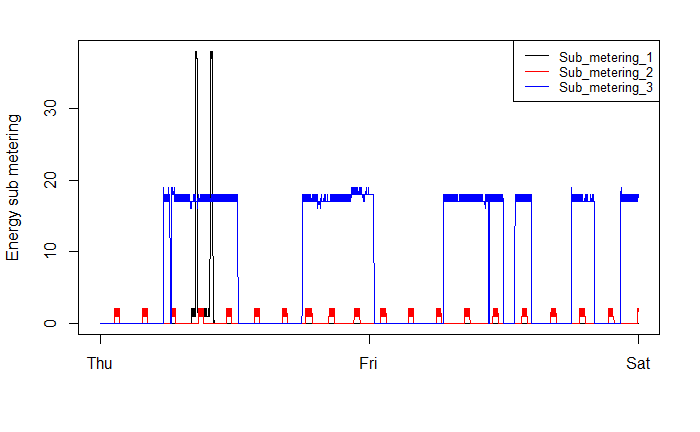 Sub_metering_1
Sub_metering_2
Sub_metering_3
Energy sub metering
30
20
10
0
Thu Fri Sat